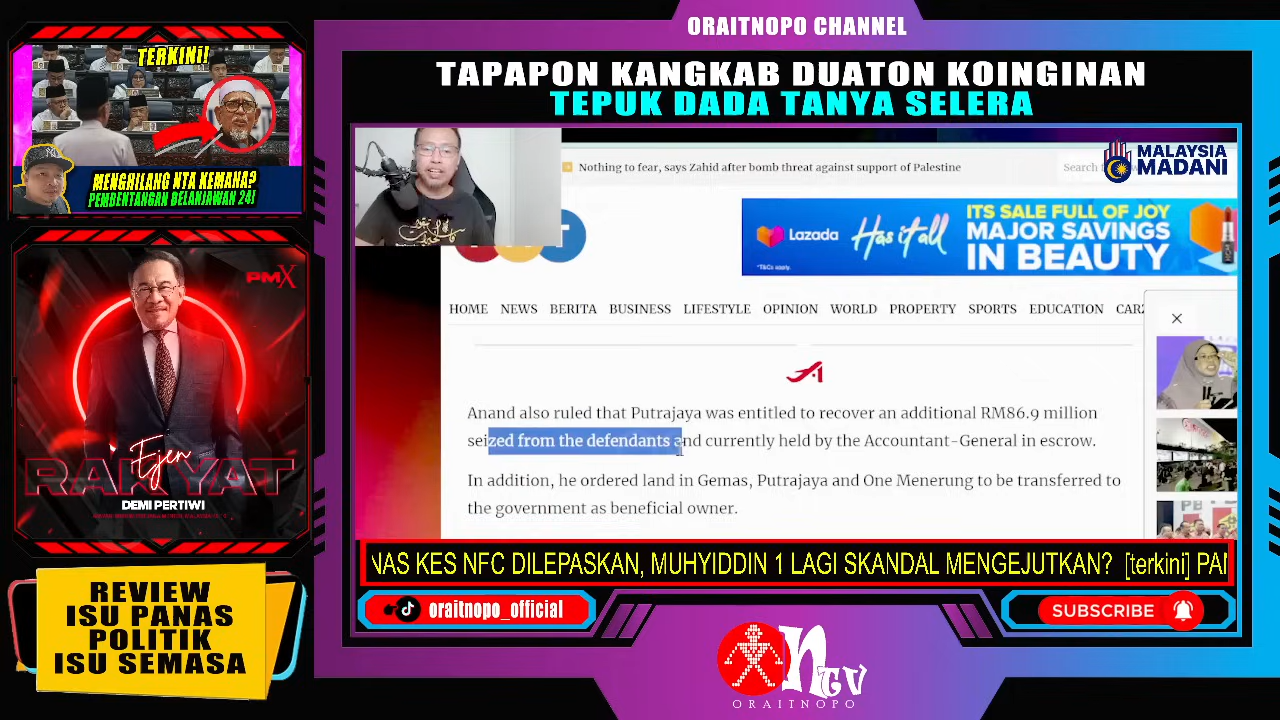 ORAITNOPO CHANNEL
TAPAPON KANGKAB DUATON KOINGINAN
TEPUK DADA TANYA SELERA
TERKINI!
MENGHILANG NTA KEMANA?
PEMBENTANGAN BELANJAWAN 24!
PMX
Ejen
RAKYAT
DEMI PERTIWI
REVIEW
ISU PANAS
POLITIK
ISU SEMASA
Nothing to fear, says Zahid after bomb threat against support of Palestine
Search f
MALAYSIA
MADANI
Lazada
Has it all
ITS SALE FULL OF JOY
MAJOR SAVINGS
IN BEAUTY
*T&Cs apply.
HOME NEWS BERITA BUSINESS LIFESTYLE OPINION WORLD PROPERTY SPORTS EDUCATION CARZ
Anand also ruled that Putrajaya was entitled to recover an additional RM86.9 million
seized from the defendants and currently held by the Accountant-General in escrow.
In addition, he ordered land in Gemas, Putrajaya and One Menerung to be transferred to
the government as beneficial owner.
NAS KES NFC DILEPASKAN, MUHYIDDIN 1 LAGI SKANDAL MENGEJUTKAN? [terkini] PAN
oraitnopo_official
SUBSCRIBE
nTV
ORAITNOPO